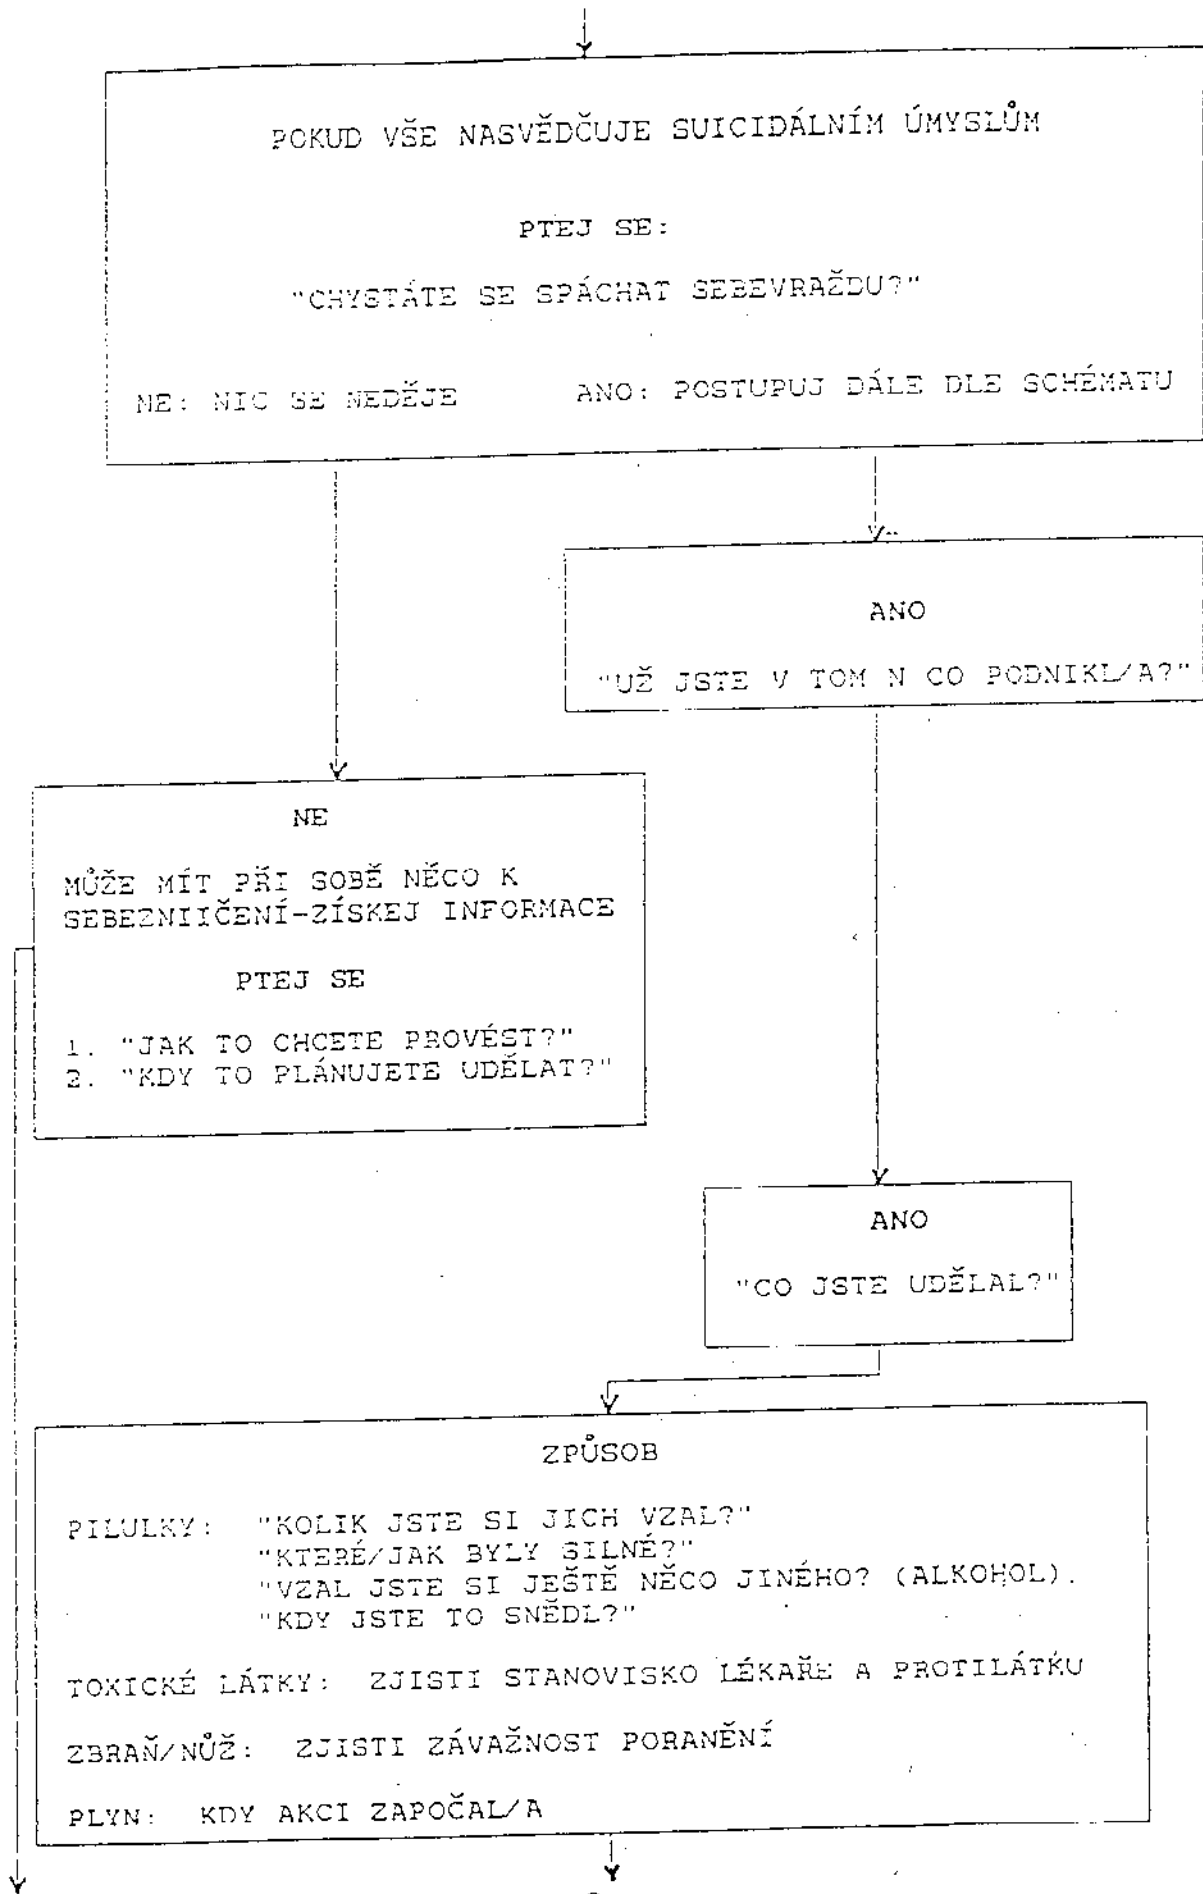 POKUD VŠE NASVĚDČUJE SUICIDÁLNÍM ÚMYSLŮM
PTEJ SE:
"CHYSTÁTE SE SPÁCHAT SEBEVRAŽDU?"
NE: NIC SE NEDĚJE ANO: POSTUPUJ DÁLE DLE SCHÉMATU
ANO
"UŽ JSTE V TOM N CO PODNIKL/A?"
NE
MŮŽE MÍT PŘI SOBĚ NĚCO K
SEBEZNIIČENÍ-ZÍSKEJ INFORMACE
PTEJ SE
1. "JAK TO CHCETE PROVÉST?"
2. "KDY TO PLÁNUJETE UDĚLAT?"
ANO
"CO JSTE UDĚLAL?"
ZPŮSOB
PILULKY: "KOLIK JSTE SI JICH VZAL?"
"KTERÉ/JAK BYLY SILNÉ?"
"VZAL JSTE SI JEŠTĚ NĚCO JINÉHO? (ALKOHOL).
"KDY JSTE TO SNĚDL?"
TOXICKÉ LÁTKY: ZJISTI STANOVISKO LÉKAŘE A PROTILÁTKU
ZBRAŇ/NŮŽ: ZJISTI ZÁVAŽNOST PORANĚNÍ
PLYN: KDY AKCI ZAPOČAL/A